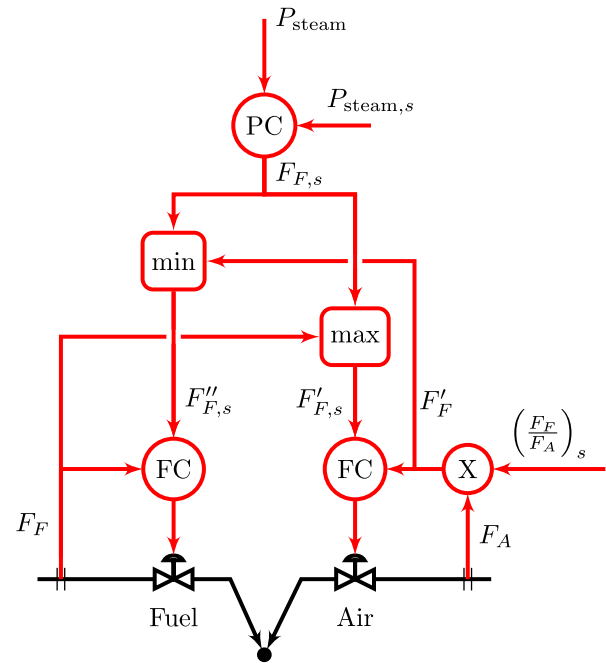 P_steam
P_steam,s
PC
F_F,s
min
max
F''_F,s
F'_F,s
F'_F
(F_F/F_A)_s
FC
FC
X
F_F
F_A
Fuel
Air